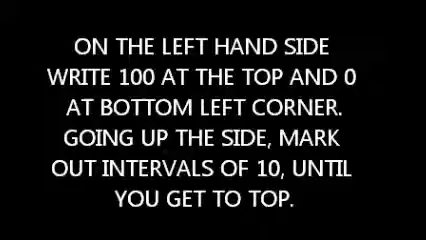 ON THE LEFT HAND SIDE
WRITE 100 AT THE TOP AND 0
AT BOTTOM LEFT CORNER.
GOING UP THE SIDE, MARK
OUT INTERVALS OF 10, UNTIL
YOU GET TO TOP.